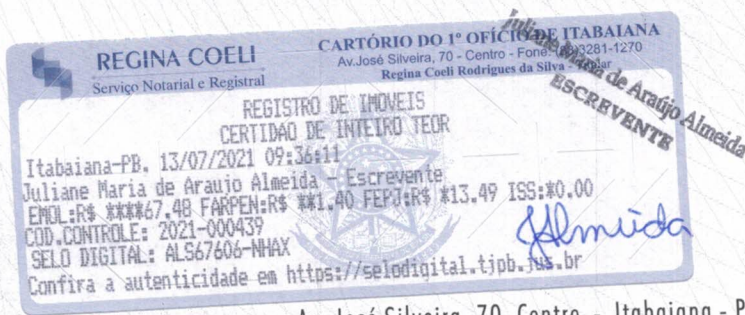 REGINA COELI
Serviço Notarial e Registral
CARTÓRIO DO 1º OFÍCIO DE ITABAIANA
Av.José Silveira, 70 - Centro - Fone: 3281-1270
Regina Coeli Rodrigues da Silva -
Juliane Maria de Araújo Almeida
ESCREVENTE
REGISTRO DE IMOVEIS
CERTIDAO DE INTEIRO TEOR
Itabaiana-PB, 13/07/2021 09:36:11
Juliane Maria de Araujo Almeida - Escrevente
EMOL:R$ ****67.48 FARPEN:R$ **1.40 FEPJ:R$ *13.49 ISS:*0.00
COD.CONTROLE: 2021-000439
SELO DIGITAL: ALS67606-NHAX
Confira a autenticidade em https://selodigital.tjpb.jus.br
JAlmeida
José Silveira, 70, Centro - Itabaiana - P